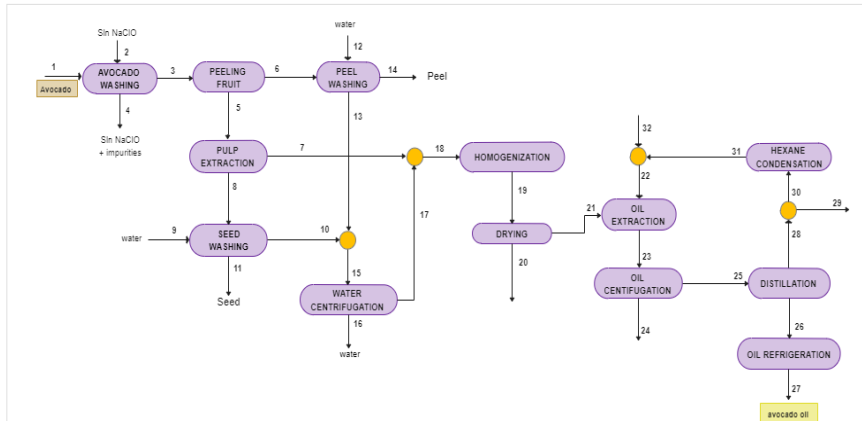 Sln NaClO
water
1
2
12
Avocado
AVOCADO
WASHING
3
PEELING
FRUIT
6
PEEL
WASHING
14
Peel
4
5
13
Sln NaClO
+ impurities
PULP
EXTRACTION
7
18
HOMOGENIZATION
32
31
HEXANE
CONDENSATION
8
17
19
22
30
21
OIL
EXTRACTION
29
water
9
SEED
WASHING
10
DRYING
28
11
15
20
23
Seed
WATER
CENTRIFUGATION
OIL
CENTIFUGATION
25
DISTILLATION
16
24
26
water
OIL REFRIGERATION
27
avocado oil